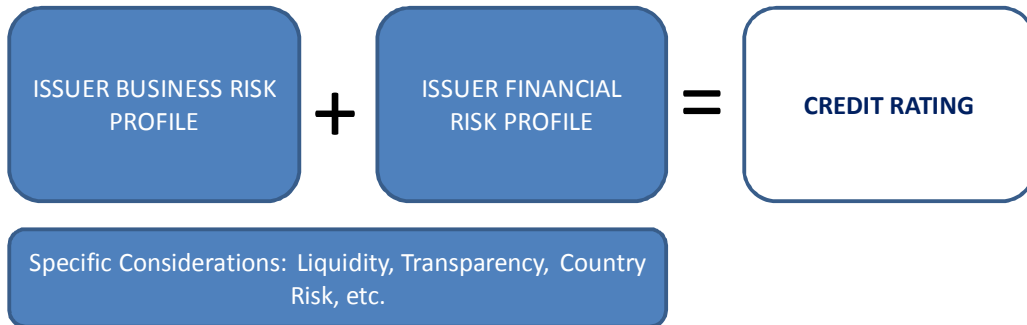 ISSUER BUSINESS RISK
PROFILE
+
ISSUER FINANCIAL
RISK PROFILE
=
CREDIT RATING
Specific Considerations: Liquidity, Transparency, Country
Risk, etc.